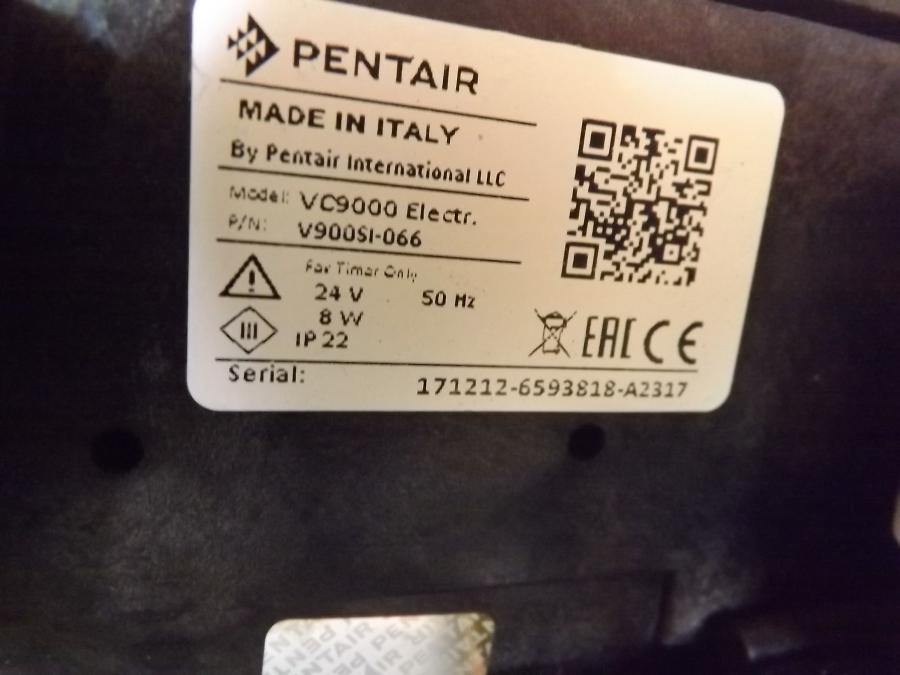 PENTAIR
MADE IN ITALY
By Pentair International LLC
Model: VC9000 Electr.
P/N: V900SI-066
For Timer Only
24 V 50 Hz
8 W
III IP 22
EAC CE
Serial: 171212-6593818-A2317
PENTAIR